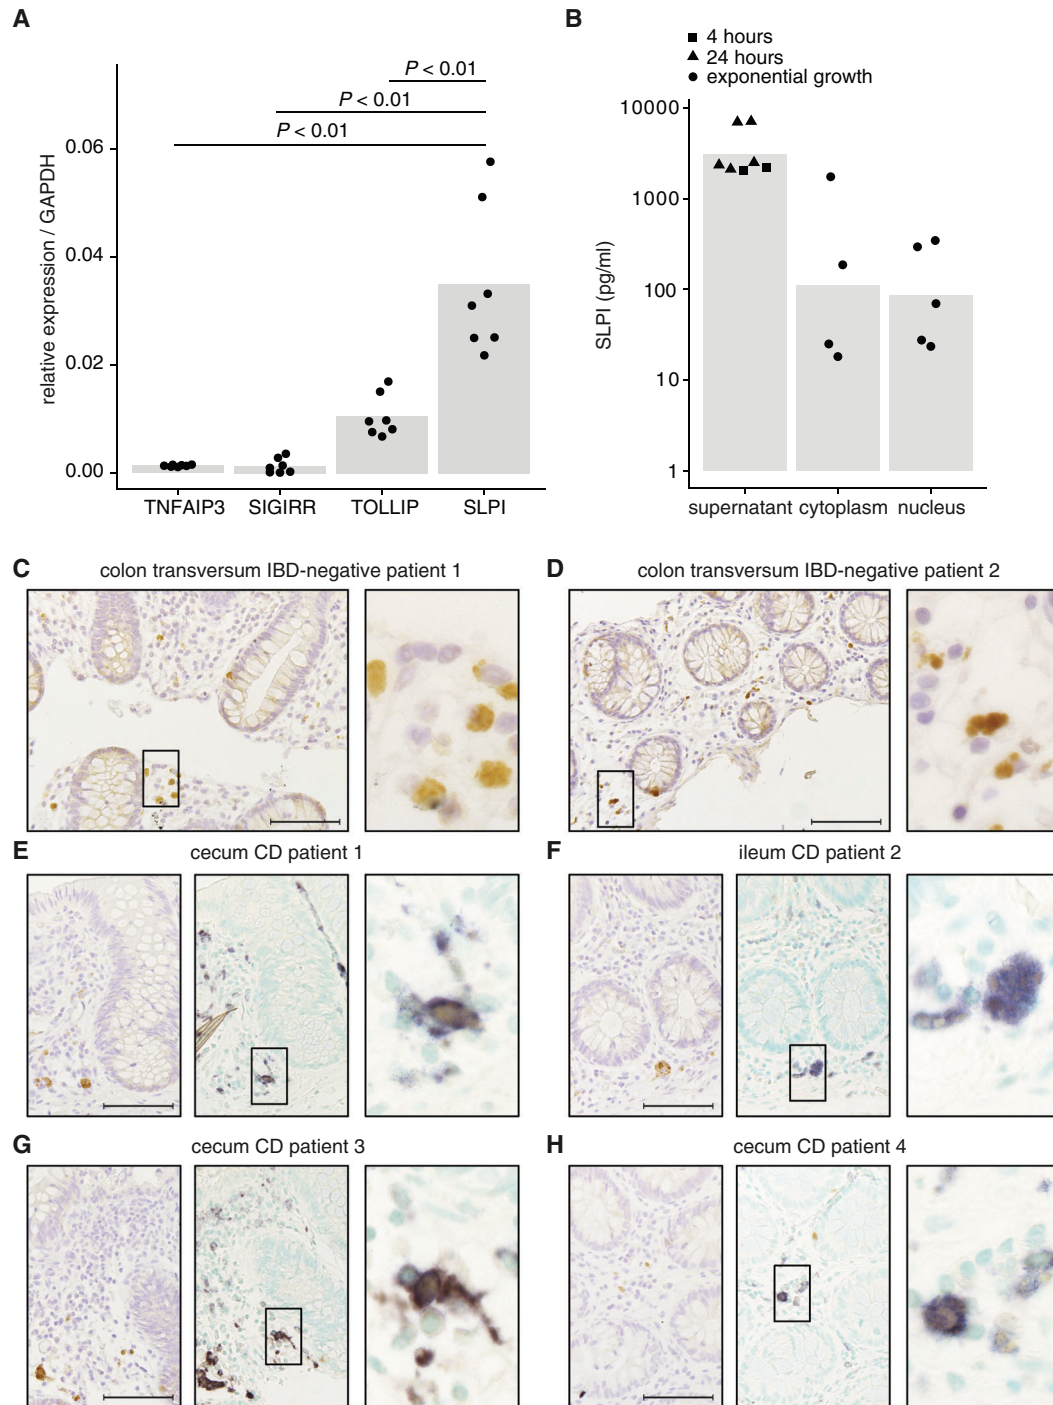 A
P < 0.01
P < 0.01
P < 0.01
relative expression / GAPDH
0.06
0.04
0.02
0.00
TNFAIP3 SIGIRR TOLLIP SLPI
B
4 hours
24 hours
exponential growth
SLPI (pg/ml)
10000
1000
100
10
1
supernatant cytoplasm nucleus
C
colon transversum IBD-negative patient 1
D
colon transversum IBD-negative patient 2
E
cecum CD patient 1
F
ileum CD patient 2
G
cecum CD patient 3
H
cecum CD patient 4